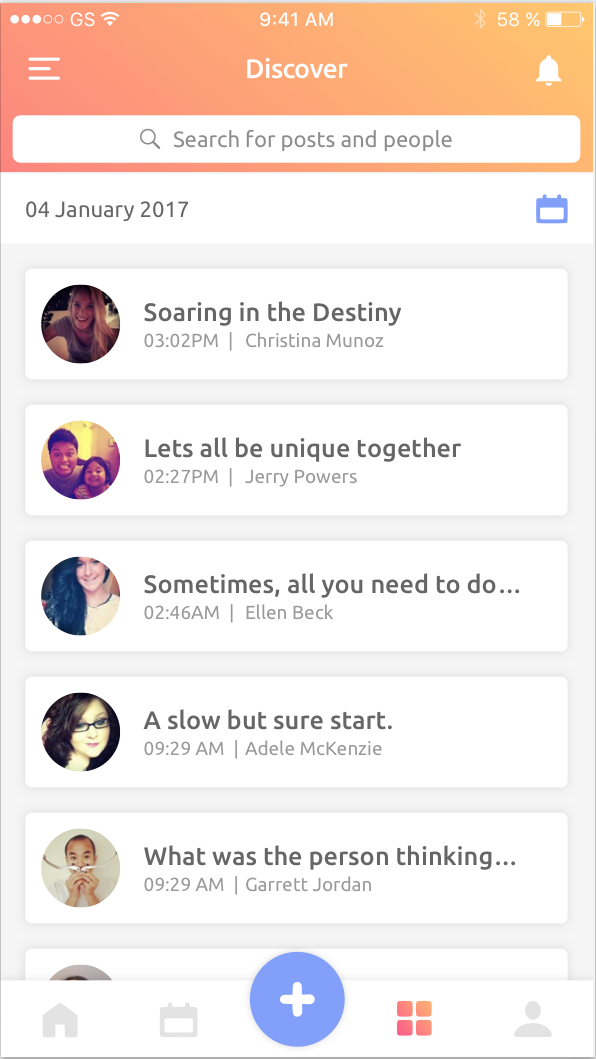 GS 9:41 AM 58 %
Discover
Search for posts and people
04 January 2017
Soaring in the Destiny
03:02PM | Christina Munoz
Lets all be unique together
02:27PM | Jerry Powers
Sometimes, all you need to do...
02:46AM | Ellen Beck
A slow but sure start.
09:29 AM | Adele McKenzie
What was the person thinking...
09:29 AM | Garrett Jordan